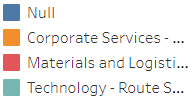 Null
Corporate Services - ...
Materials and Logisti...
Technology - Route S...